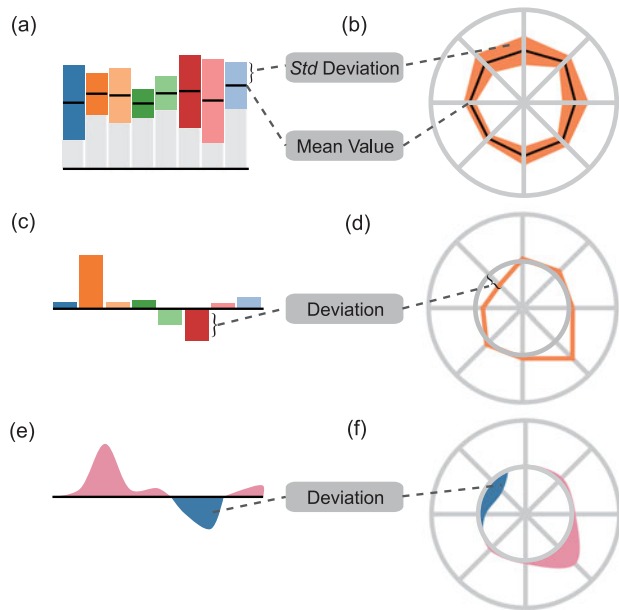 (a)
(b)
Std Deviation
Mean Value
(c)
(d)
Deviation
(e)
(f)
Deviation